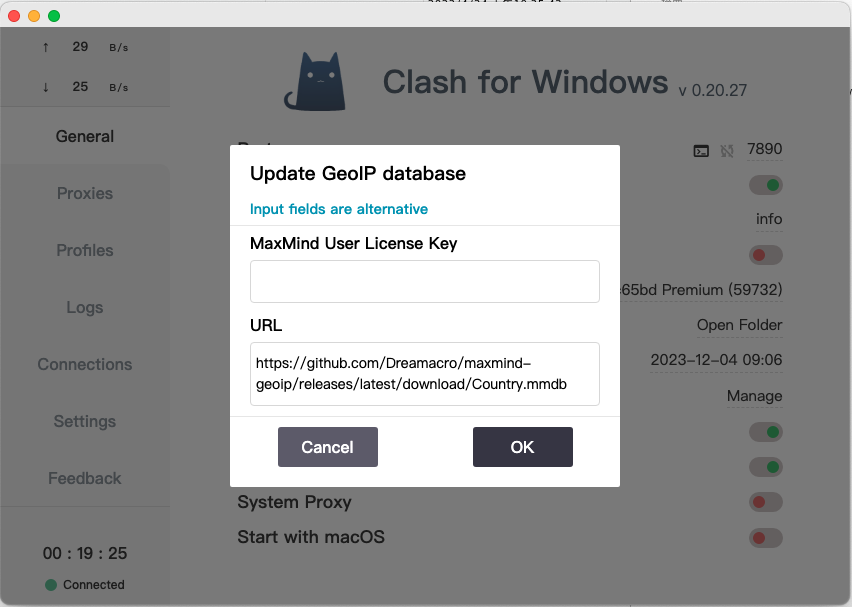 ↑ 29 B/s
↓ 25 B/s
General
Proxies
Profiles
Logs
Connections
Settings
Feedback
00 : 19 : 25
Connected
Clash for Windows v 0.20.27
7890
info
65bd Premium (59732)
Open Folder
2023-12-04 09:06
Manage
System Proxy
Start with macOS
Update GeoIP database
Input fields are alternative
MaxMind User License Key
URL
https://github.com/Dreamacro/maxmind-
geoip/releases/latest/download/Country.mmdb
Cancel OK